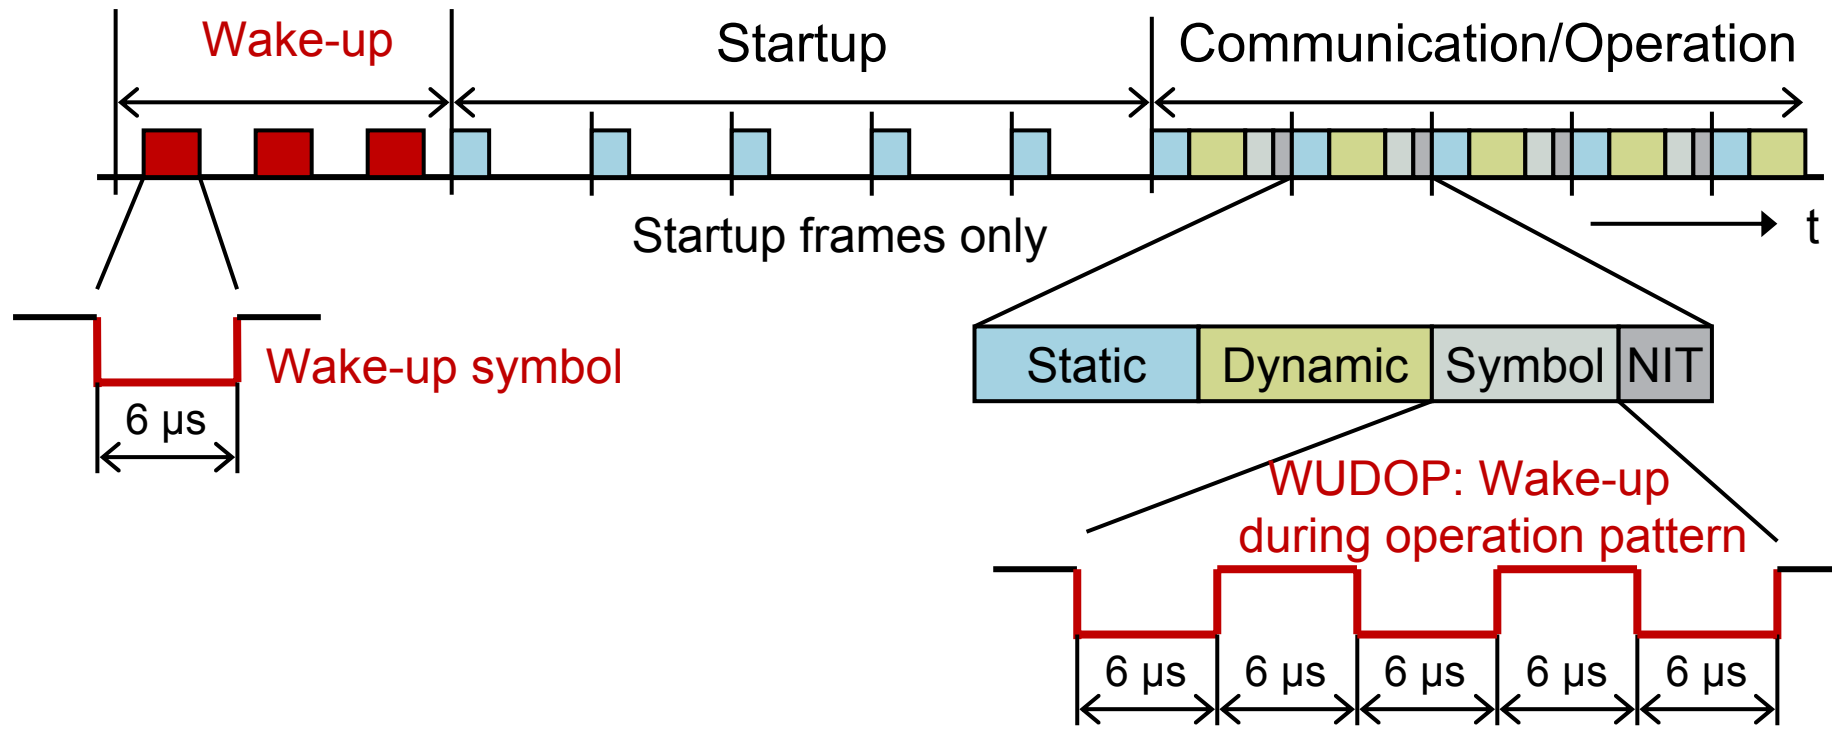 Wake-up
Startup
Communication/Operation
Startup frames only
t
Wake-up symbol
6 µs
Static
Dynamic
Symbol
NIT
WUDOP: Wake-up
during operation pattern
6 µs
6 µs
6 µs
6 µs
6 µs